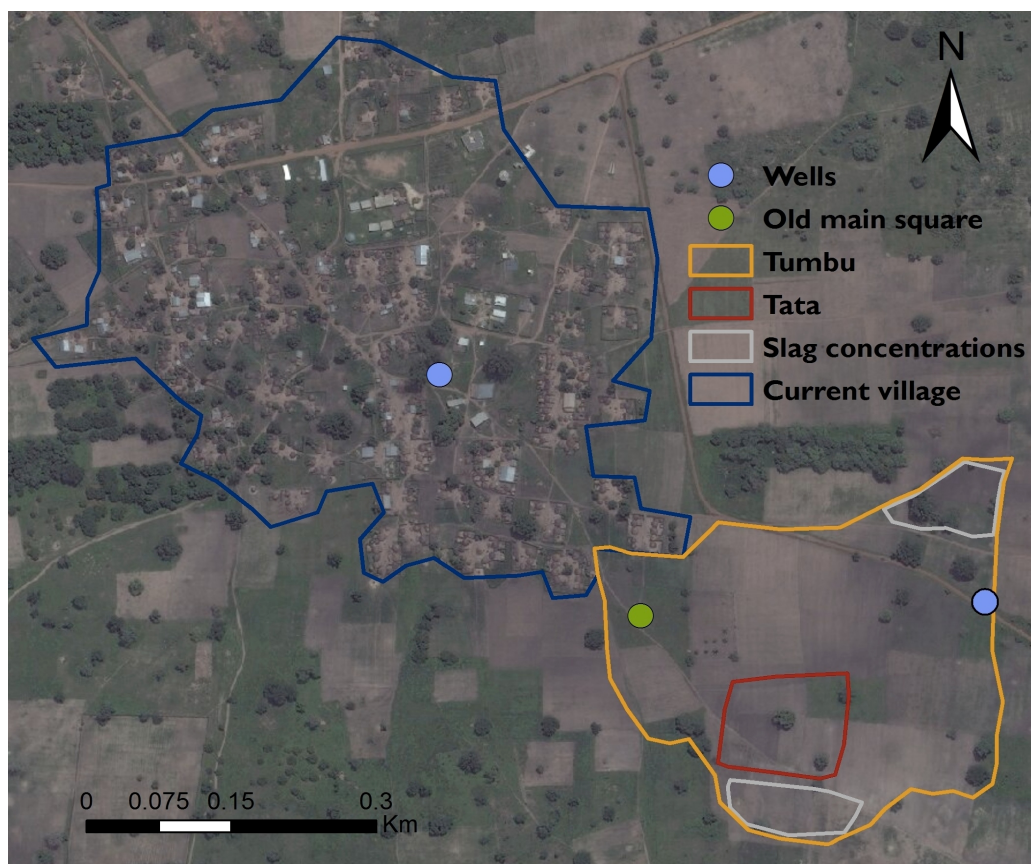 N
Wells
Old main square
Tumbu
Tata
Slag concentrations
Current village
0 0.075 0.15 0.3
Km